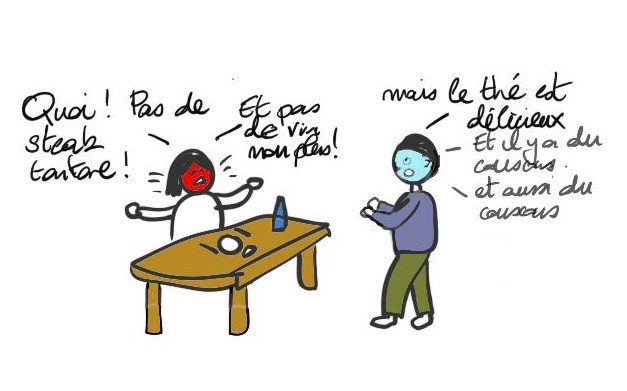 Quoi ! Pas de
steak
tartare !
Et pas
de vin
non plus !
mais le thé est
délicieux
Et il y a du
couscous.
et aussi du
couscous